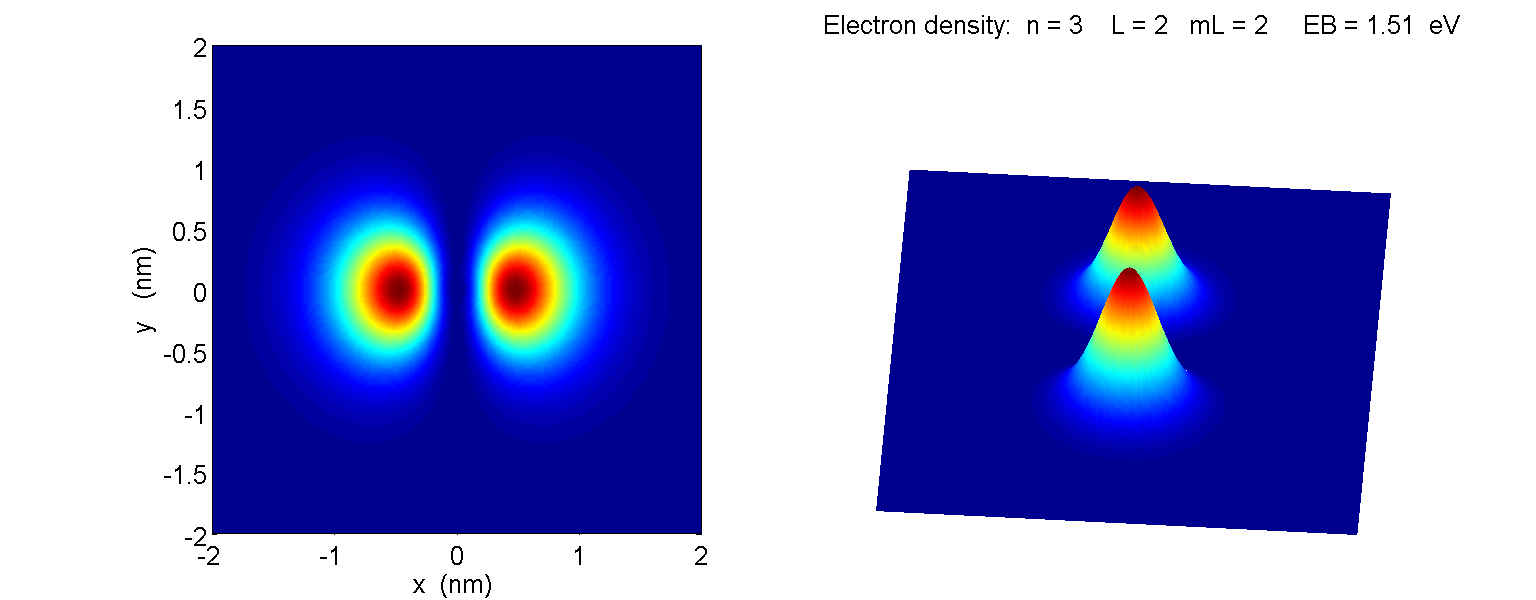 Electron density: n = 3 L = 2 mL = 2 EB = 1.51 eV
2
1.5
1
0.5
0
-0.5
-1
-1.5
-2
y (nm)
-2 -1 0 1 2
x (nm)